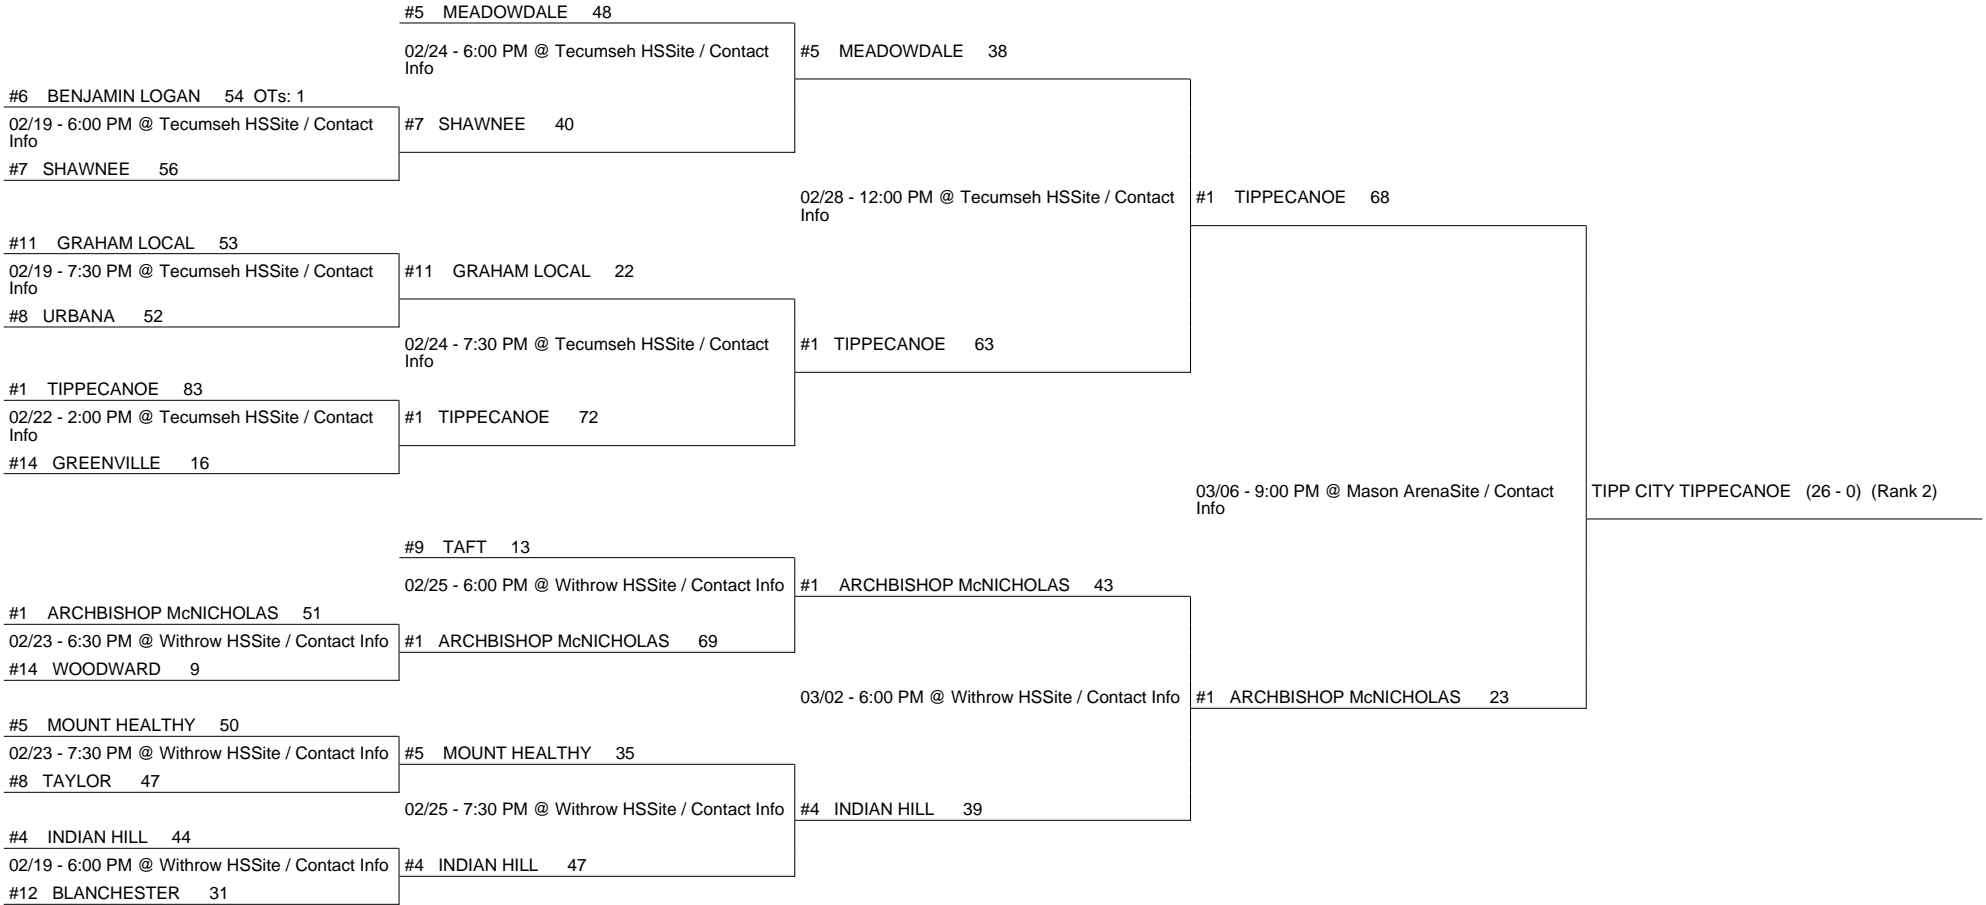 #5 MEADOWDALE 48
02/24 - 6:00 PM @ Tecumseh HSSite / Contact
Info
#5 MEADOWDALE 38
#6 BENJAMIN LOGAN 54 OTs: 1
02/19 - 6:00 PM @ Tecumseh HSSite / Contact
Info
#7 SHAWNEE 40
#7 SHAWNEE 56
02/28 - 12:00 PM @ Tecumseh HSSite / Contact
Info
#1 TIPPECANOE 68
#11 GRAHAM LOCAL 53
02/19 - 7:30 PM @ Tecumseh HSSite / Contact
Info
#11 GRAHAM LOCAL 22
#8 URBANA 52
02/24 - 7:30 PM @ Tecumseh HSSite / Contact
Info
#1 TIPPECANOE 63
#1 TIPPECANOE 83
02/22 - 2:00 PM @ Tecumseh HSSite / Contact
Info
#1 TIPPECANOE 72
#14 GREENVILLE 16
03/06 - 9:00 PM @ Mason ArenaSite / Contact
Info
TIPP CITY TIPPECANOE (26 - 0) (Rank 2)
#9 TAFT 13
02/25 - 6:00 PM @ Withrow HSSite / Contact Info
#1 ARCHBISHOP McNICHOLAS 43
#1 ARCHBISHOP McNICHOLAS 51
02/23 - 6:30 PM @ Withrow HSSite / Contact Info
#1 ARCHBISHOP McNICHOLAS 69
#14 WOODWARD 9
03/02 - 6:00 PM @ Withrow HSSite / Contact Info
#1 ARCHBISHOP McNICHOLAS 23
#5 MOUNT HEALTHY 50
02/23 - 7:30 PM @ Withrow HSSite / Contact Info
#5 MOUNT HEALTHY 35
#8 TAYLOR 47
02/25 - 7:30 PM @ Withrow HSSite / Contact Info
#4 INDIAN HILL 39
#4 INDIAN HILL 44
02/19 - 6:00 PM @ Withrow HSSite / Contact Info
#4 INDIAN HILL 47
#12 BLANCHESTER 31